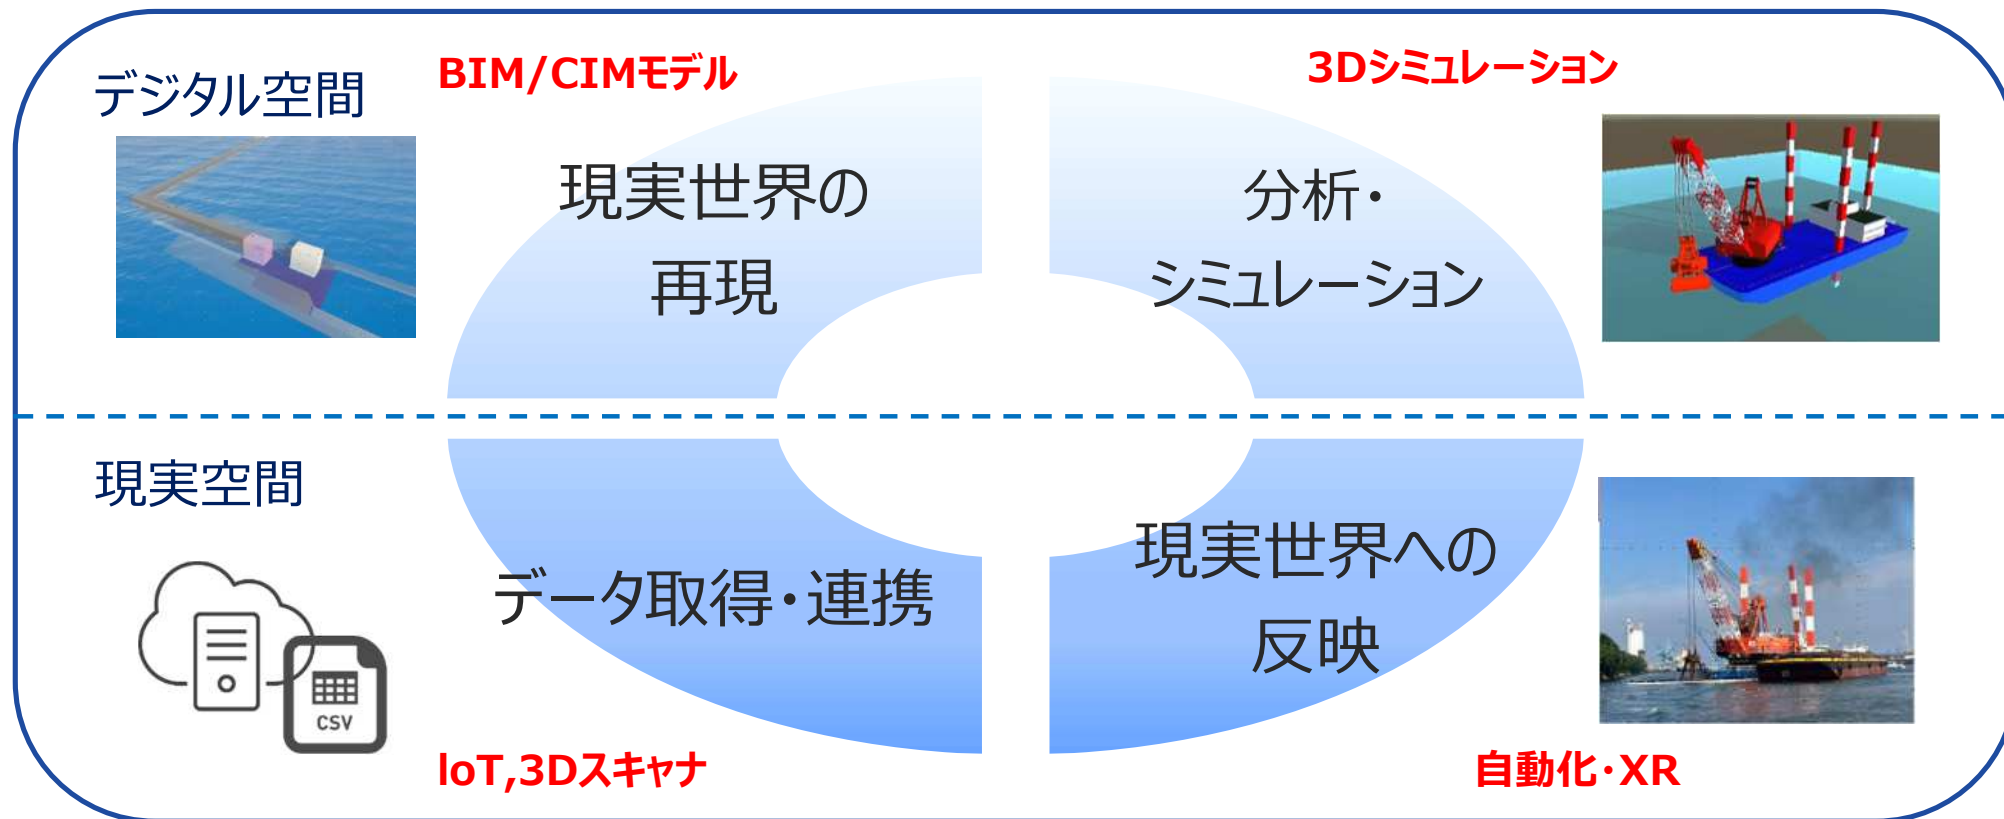 デジタル空間
BIM/CIMモデル
3Dシミュレーション
現実世界の
再現
分析・
シミュレーション
現実空間
データ取得・連携
現実世界への
反映
CSV
IoT,3Dスキャナ
自動化・XR